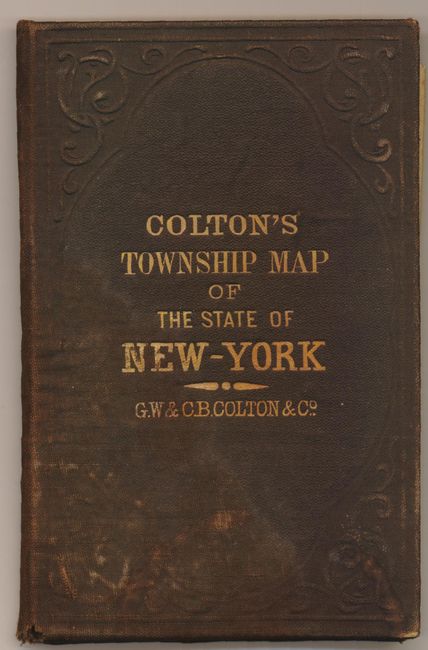 COLTON'S
TOWNSHIP MAP
OF
THE STATE OF
NEW-YORK
G.W & C.B. COLTON & Co.